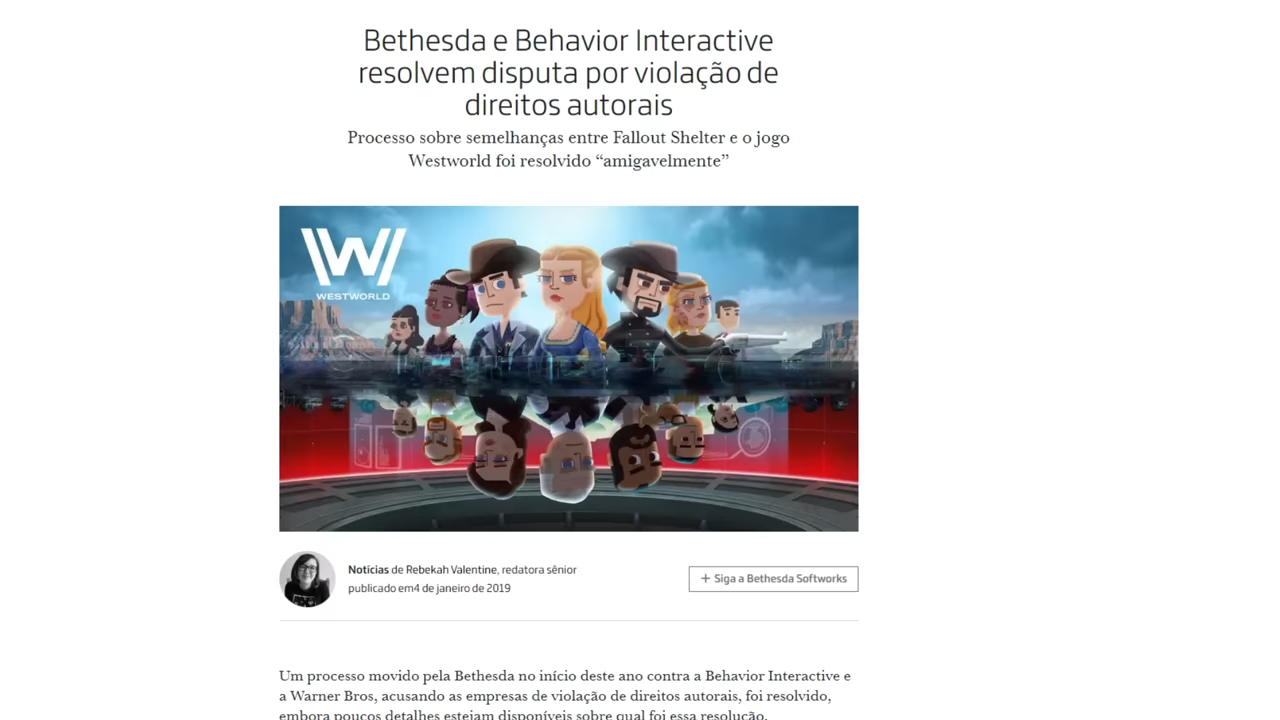 Bethesda e Behavior Interactive
resolvem disputa por violação de
direitos autorais
Processo sobre semelhanças entre Fallout Shelter e o jogo
Westworld foi resolvido “amigavelmente”
W
WESTWORLD
Notícias de Rebekah Valentine, redatora sênior
publicado em4 de janeiro de 2019
+ Siga a Bethesda Softworks
Um processo movido pela Bethesda no início deste ano contra a Behavior Interactive e
a Warner Bros, acusando as empresas de violação de direitos autorais, foi resolvido,
embora poucos detalhes estejam disponíveis sobre qual foi essa resolução.